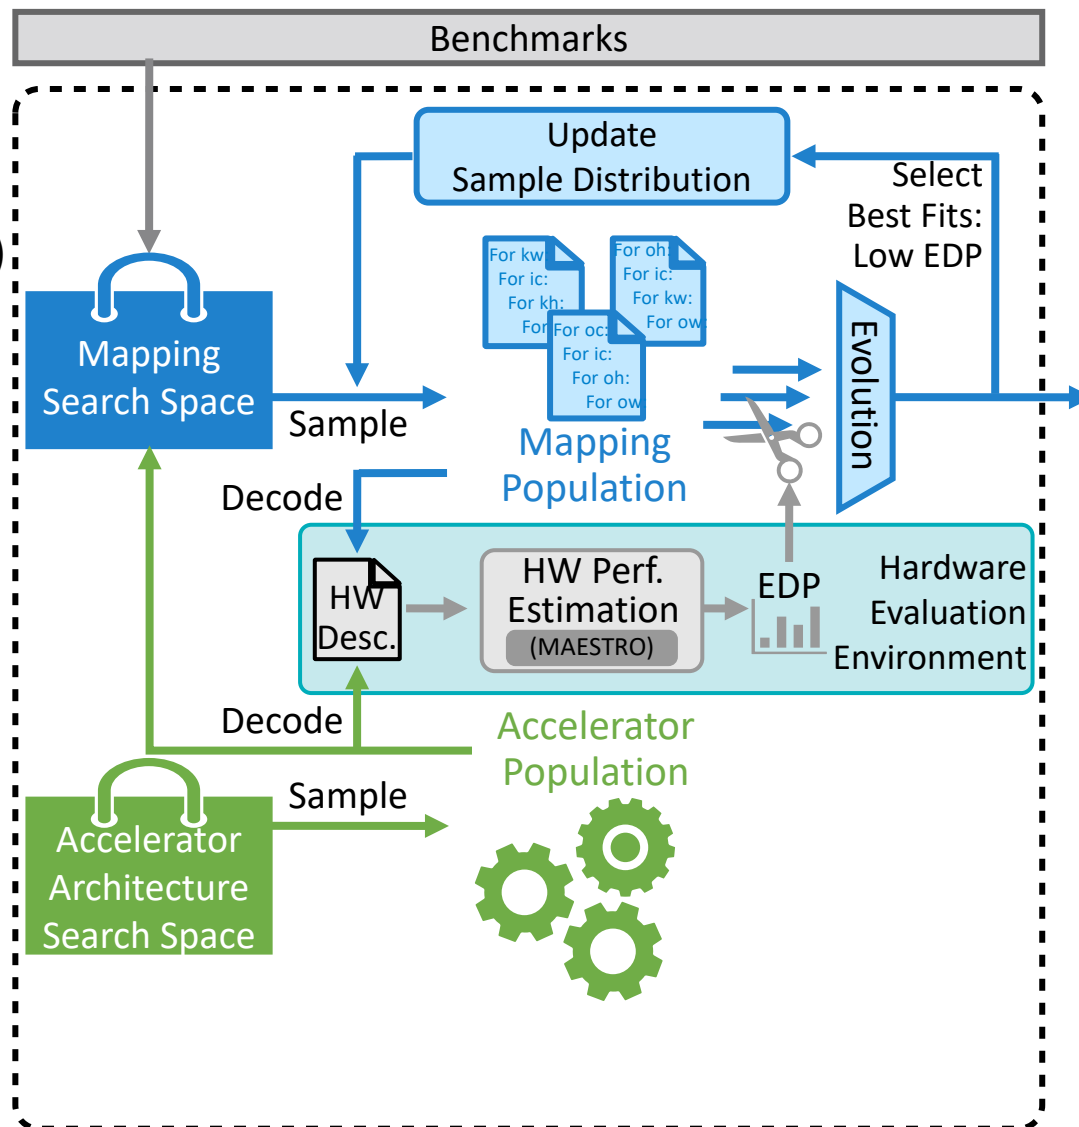 Benchmarks
Update
Sample Distribution
Select
Best Fits:
Low EDP
For kw:
For ic:
For kh:
For
For oh:
For ic:
For kw:
For ow:
For oc:
For ic:
For oh:
For ow:
Evolution
Mapping
Search Space
Sample
Mapping
Population
Decode
HW
Desc.
HW Perf.
Estimation
(MAESTRO)
EDP
Hardware
Evaluation
Environment
Decode
Accelerator
Population
Sample
Accelerator
Architecture
Search Space
)